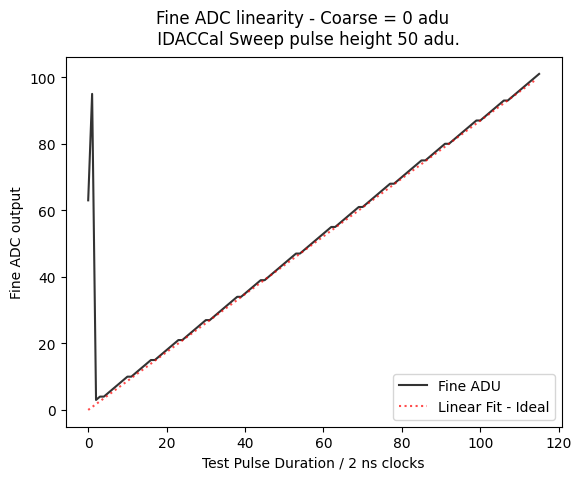 Fine ADC linearity - Coarse = 0 adu
IDACCal Sweep pulse height 50 adu.
100
80
60
40
20
0
Fine ADC output
Fine ADU
Linear Fit - Ideal
0
20
40
60
80
100
120
Test Pulse Duration / 2 ns clocks